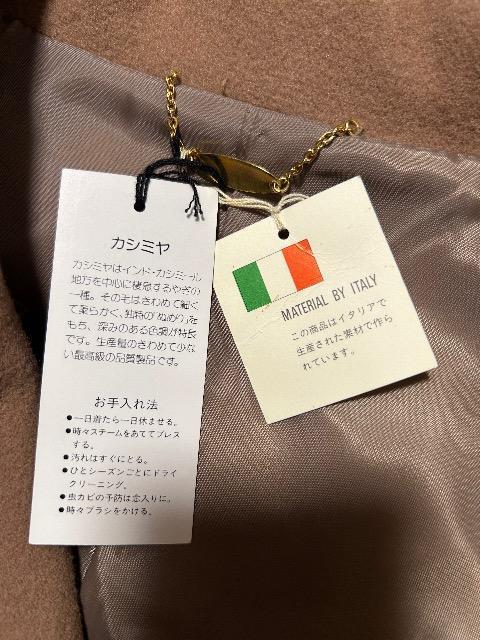 カシミヤ
カシミヤはインド・カシミール
地方を中心に棲息するやぎの
一種。その毛はきわめて細く
て柔らかく、独特の「ぬめり」を
もち、深みのある色調が特長
です。生産量のきわめて少な
い最高級の品質製品です。
お手入れ法
●一日着たら一日休ませる。
●時々スチームをあててプレス
する。
●汚れはすぐにとる。
●ひとシーズンごとにドライ
クリーニング。
●虫カビの予防は念入りに。
●時々ブラシをかける。
MATERIAL BY ITALY
この商品はイタリアで
生産された素材で作ら
れています。